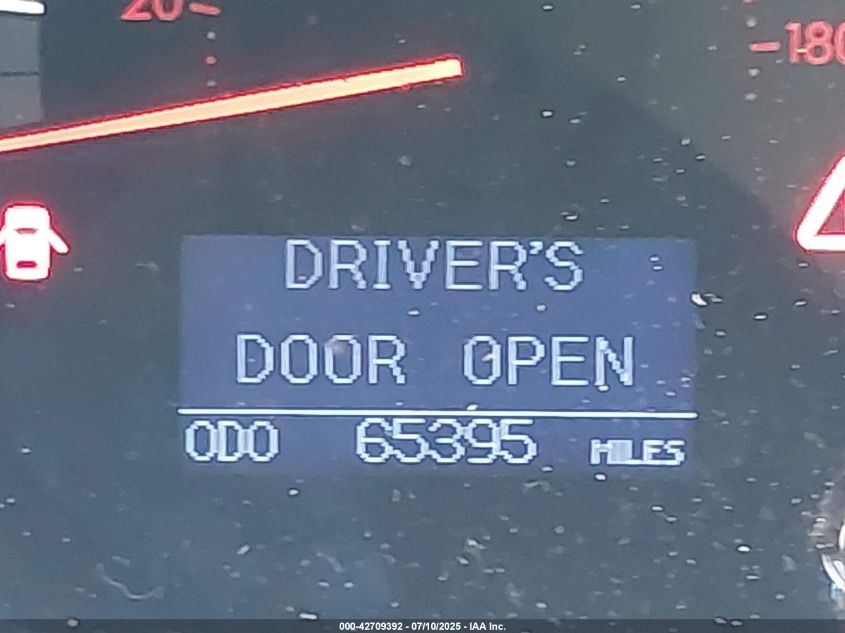 20
180
DRIVER'S
DOOR OPEN
ODO 65395 MILES
000-42709392 - 07/10/2025 - IAA Inc.